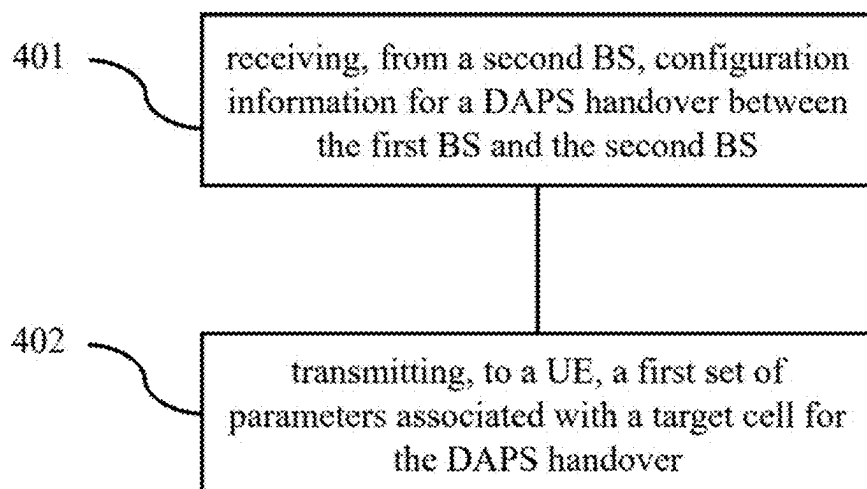 401
receiving, from a second BS, configuration
information for a DAPS handover between
the first BS and the second BS
402
transmitting, to a UE, a first set of
parameters associated with a target cell for
the DAPS handover